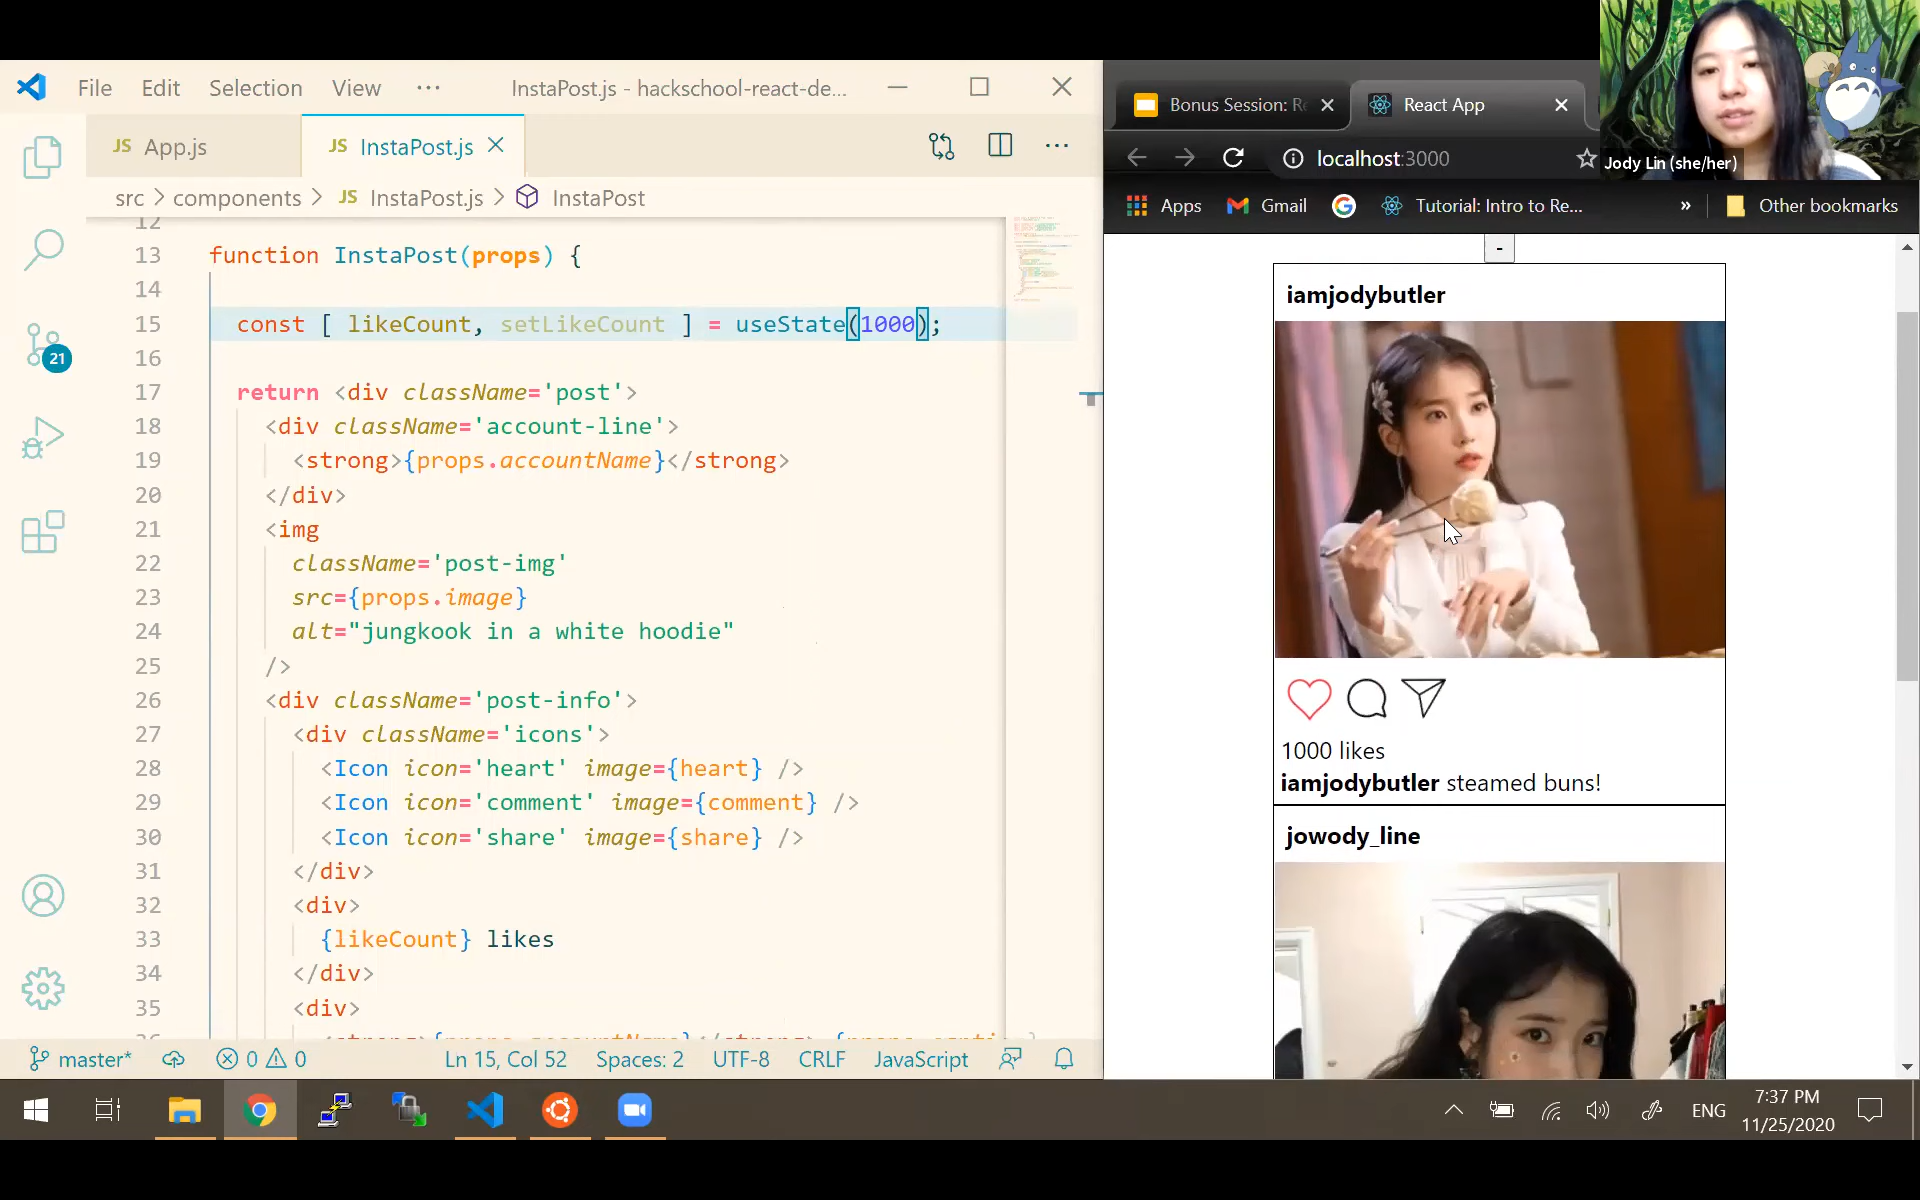 File Edit Selection View ··· InstaPost.js - hackschool-react-de...
JS App.js JS InstaPost.js
src > components > JS InstaPost.js > InstaPost
12
13 function InstaPost(props) {
14
15 const [ likeCount, setLikeCount ] = useState(1000);
16
17 return <div className='post'>
18 <div className='account-line'>
19 <strong>{props.accountName}</strong>
20 </div>
21 <img
22 className='post-img'
23 src={props.image}
24 alt="jungkook in a white hoodie"
25 />
26 <div className='post-info'>
27 <div className='icons'>
28 <Icon icon='heart' image={heart} />
29 <Icon icon='comment' image={comment} />
30 <Icon icon='share' image={share} />
31 </div>
32 <div>
33 {likeCount} likes
34 </div>
35 <div>
21
master* 0 0 Ln 15, Col 52 Spaces: 2 UTF-8 CRLF JavaScript
Bonus Session: Re React App
localhost:3000
Apps Gmail Tutorial: Intro to Re... » Other bookmarks
Jody Lin (she/her)
-
iamjodybutler
1000 likes
iamjodybutler steamed buns!
jowody_line
ENG 7:37 PM
11/25/2020